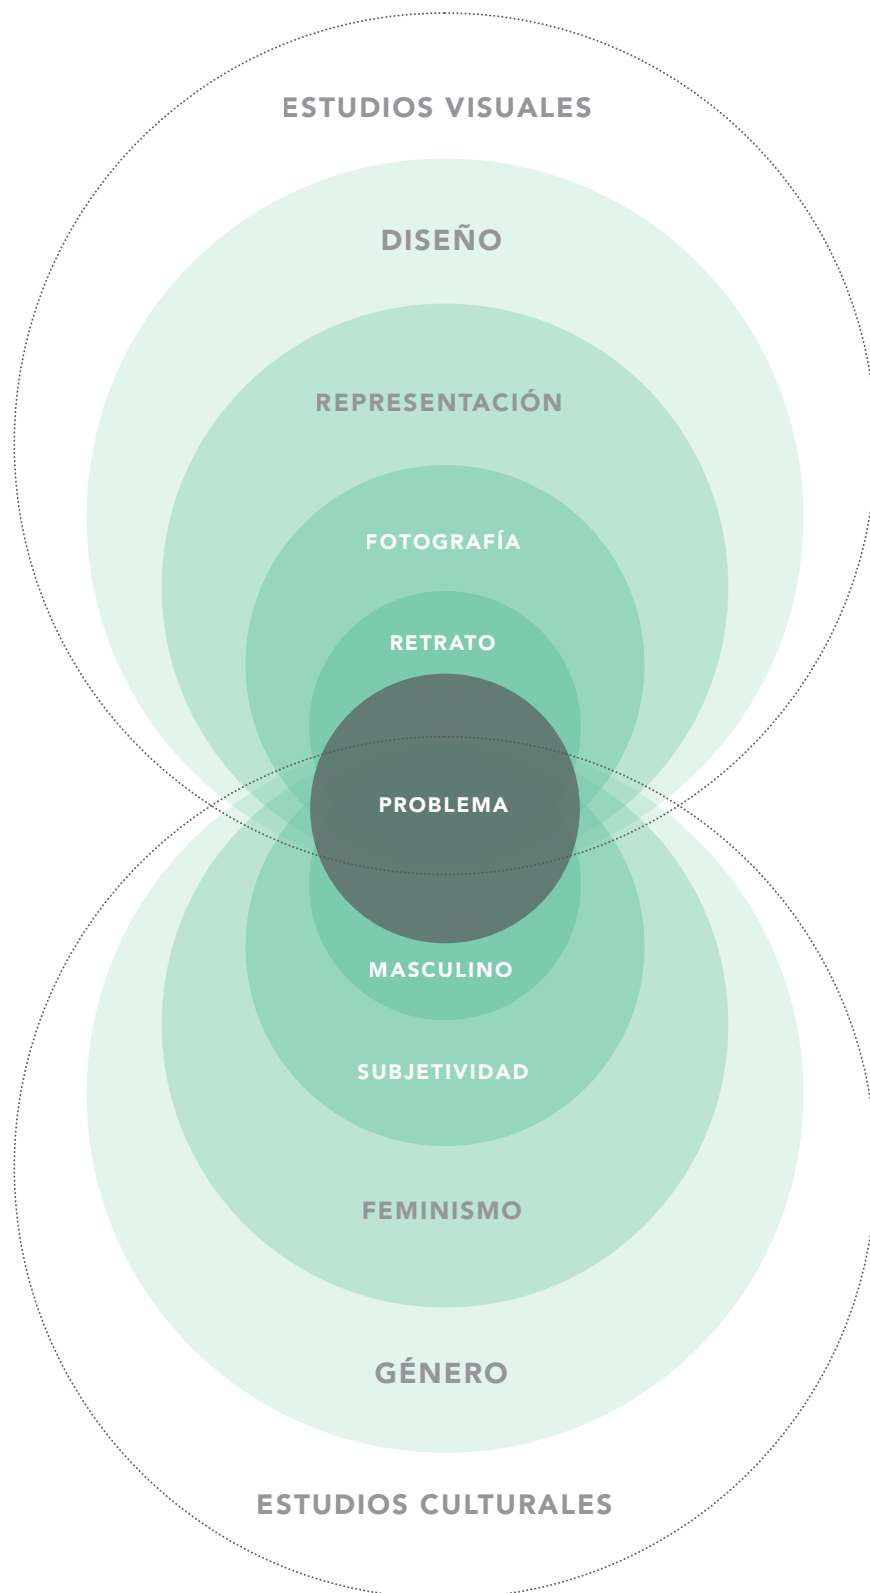 ESTUDIOS VISUALES
DISEÑO
REPRESENTACIÓN
FOTOGRAFÍA
RETRATO
PROBLEMA
MASCULINO
SUBJETIVIDAD
FEMINISMO
GÉNERO
ESTUDIOS CULTURALES